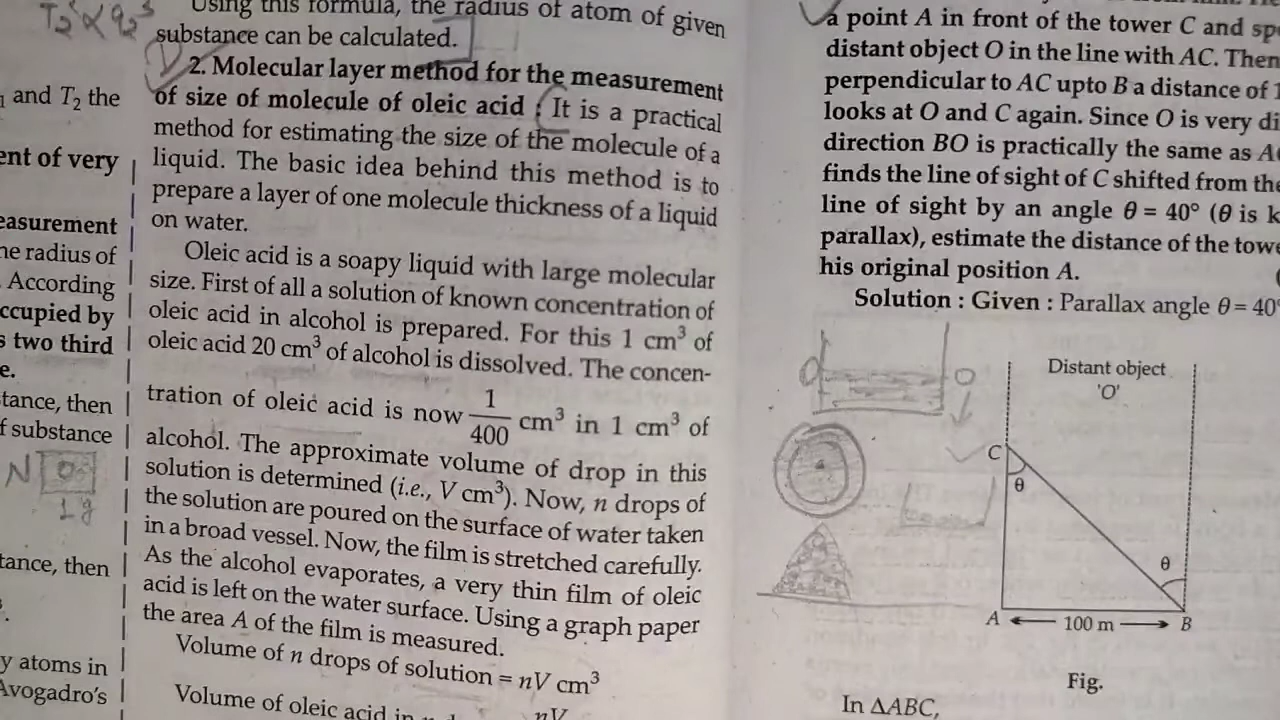 T₂² ∝ a₂³
1 and T2 the
ent of very
easurement
ne radius of
. According
ccupied by
s two third
e.
tance, then
f substance
N O
1g
tance, then
y atoms in
Avogadro's
Using this formula, the radius of atom of given
substance can be calculated.
2. Molecular layer method for the measurement
of size of molecule of oleic acid : It is a practical
method for estimating the size of the molecule of a
liquid. The basic idea behind this method is to
prepare a layer of one molecule thickness of a liquid
on water.
Oleic acid is a soapy liquid with large molecular
size. First of all a solution of known concentration of
oleic acid in alcohol is prepared. For this 1 cm³ of
oleic acid 20 cm³ of alcohol is dissolved. The concen-
tration of oleic acid is now 1/400 cm³ in 1 cm³ of
alcohol. The approximate volume of drop in this
solution is determined (i.e., V cm³). Now, n drops of
the solution are poured on the surface of water taken
in a broad vessel. Now, the film is stretched carefully.
As the alcohol evaporates, a very thin film of oleic
acid is left on the water surface. Using a graph paper
the area A of the film is measured.
Volume of n drops of solution = nV cm³
Volume of oleic acid in n nV
a point A in front of the tower C and sp
distant object O in the line with AC. Then
perpendicular to AC upto B a distance of 1
looks at O and C again. Since O is very di
direction BO is practically the same as A
finds the line of sight of C shifted from the
line of sight by an angle θ = 40° (θ is k
parallax), estimate the distance of the towe
his original position A.
Solution : Given : Parallax angle θ = 40°
Distant object
'O'
C
θ
θ
A 100 m B
Fig.
In ΔABC,